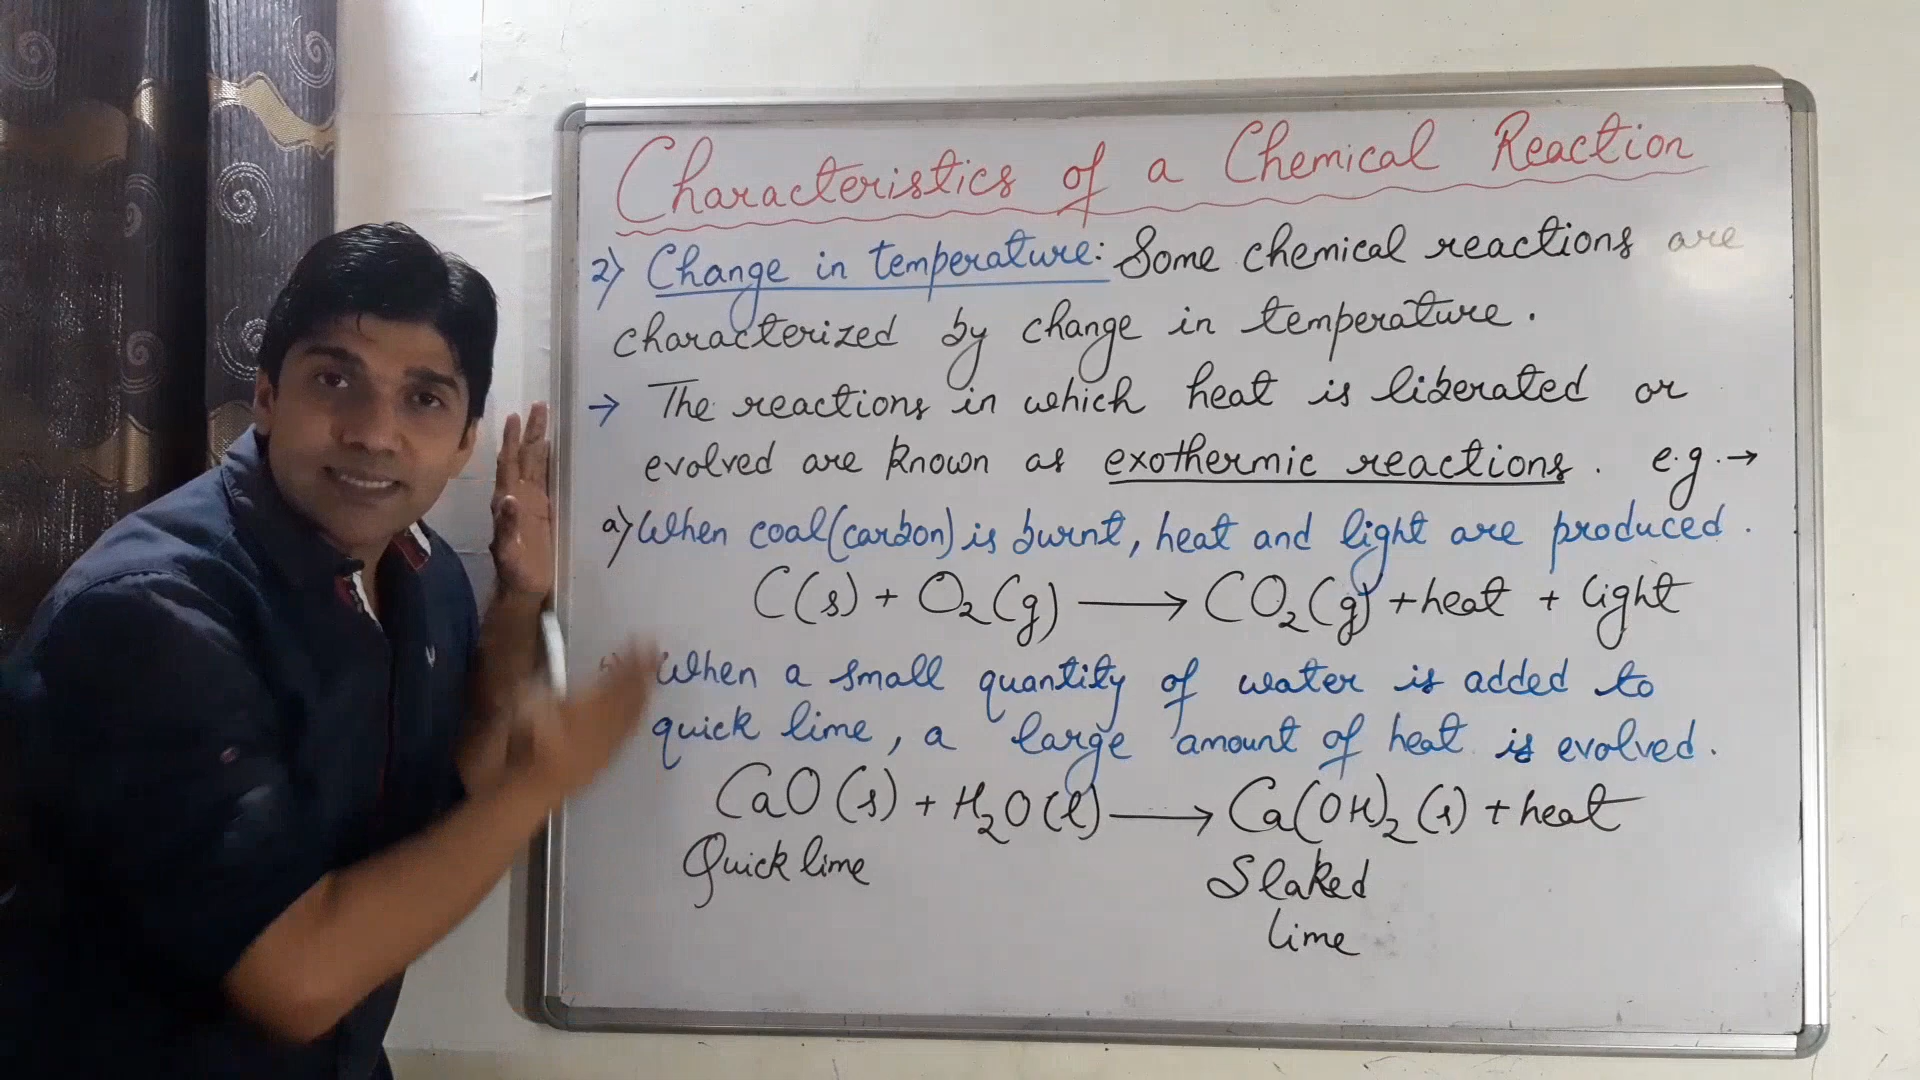 Characteristics of a Chemical Reaction
2) Change in temperature: Some chemical reactions are
characterized by change in temperature.
→ The reactions in which heat is liberated or
evolved are known as exothermic reactions. e.g. →
a) When coal(carbon) is burnt, heat and light are produced.
C(s) + O₂(g) ⟶ CO₂(g) + heat + light
When a small quantity of water is added to
quick lime, a large amount of heat is evolved.
CaO(s) + H₂O(l) ⟶ Ca(OH)₂(s) + heat
Quick lime Slaked
lime